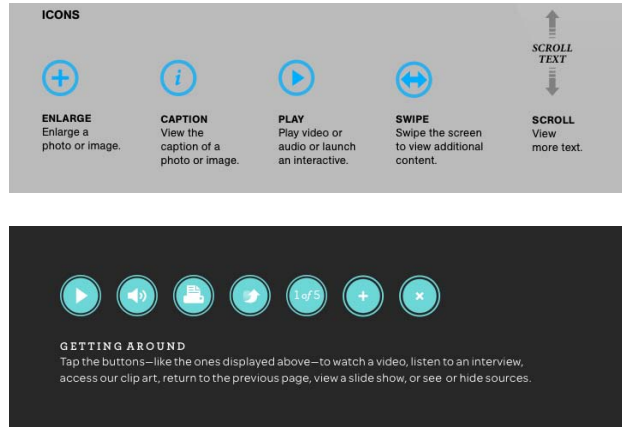 ICONS
SCROLL
TEXT
i
ENLARGE
Enlarge a
photo or image.
CAPTION
View the
caption of a
photo or image.
PLAY
Play video or
audio or launch
an interactive.
SWIPE
Swipe the screen
to view additional
content.
SCROLL
View
more text.
1 of 5
GETTING AROUND
Tap the buttons—like the ones displayed above—to watch a video, listen to an interview,
access our clip art, return to the previous page, view a slide show, or see or hide sources.